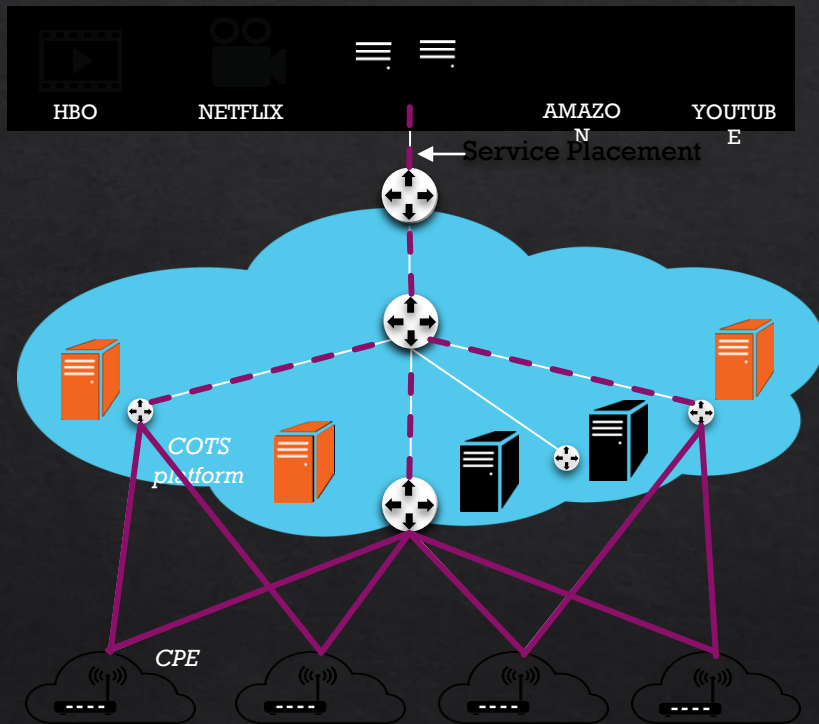 HBO
NETFLIX
AMAZO
N
YOUTUB
E
Service Placement
COTS
platform
CPE